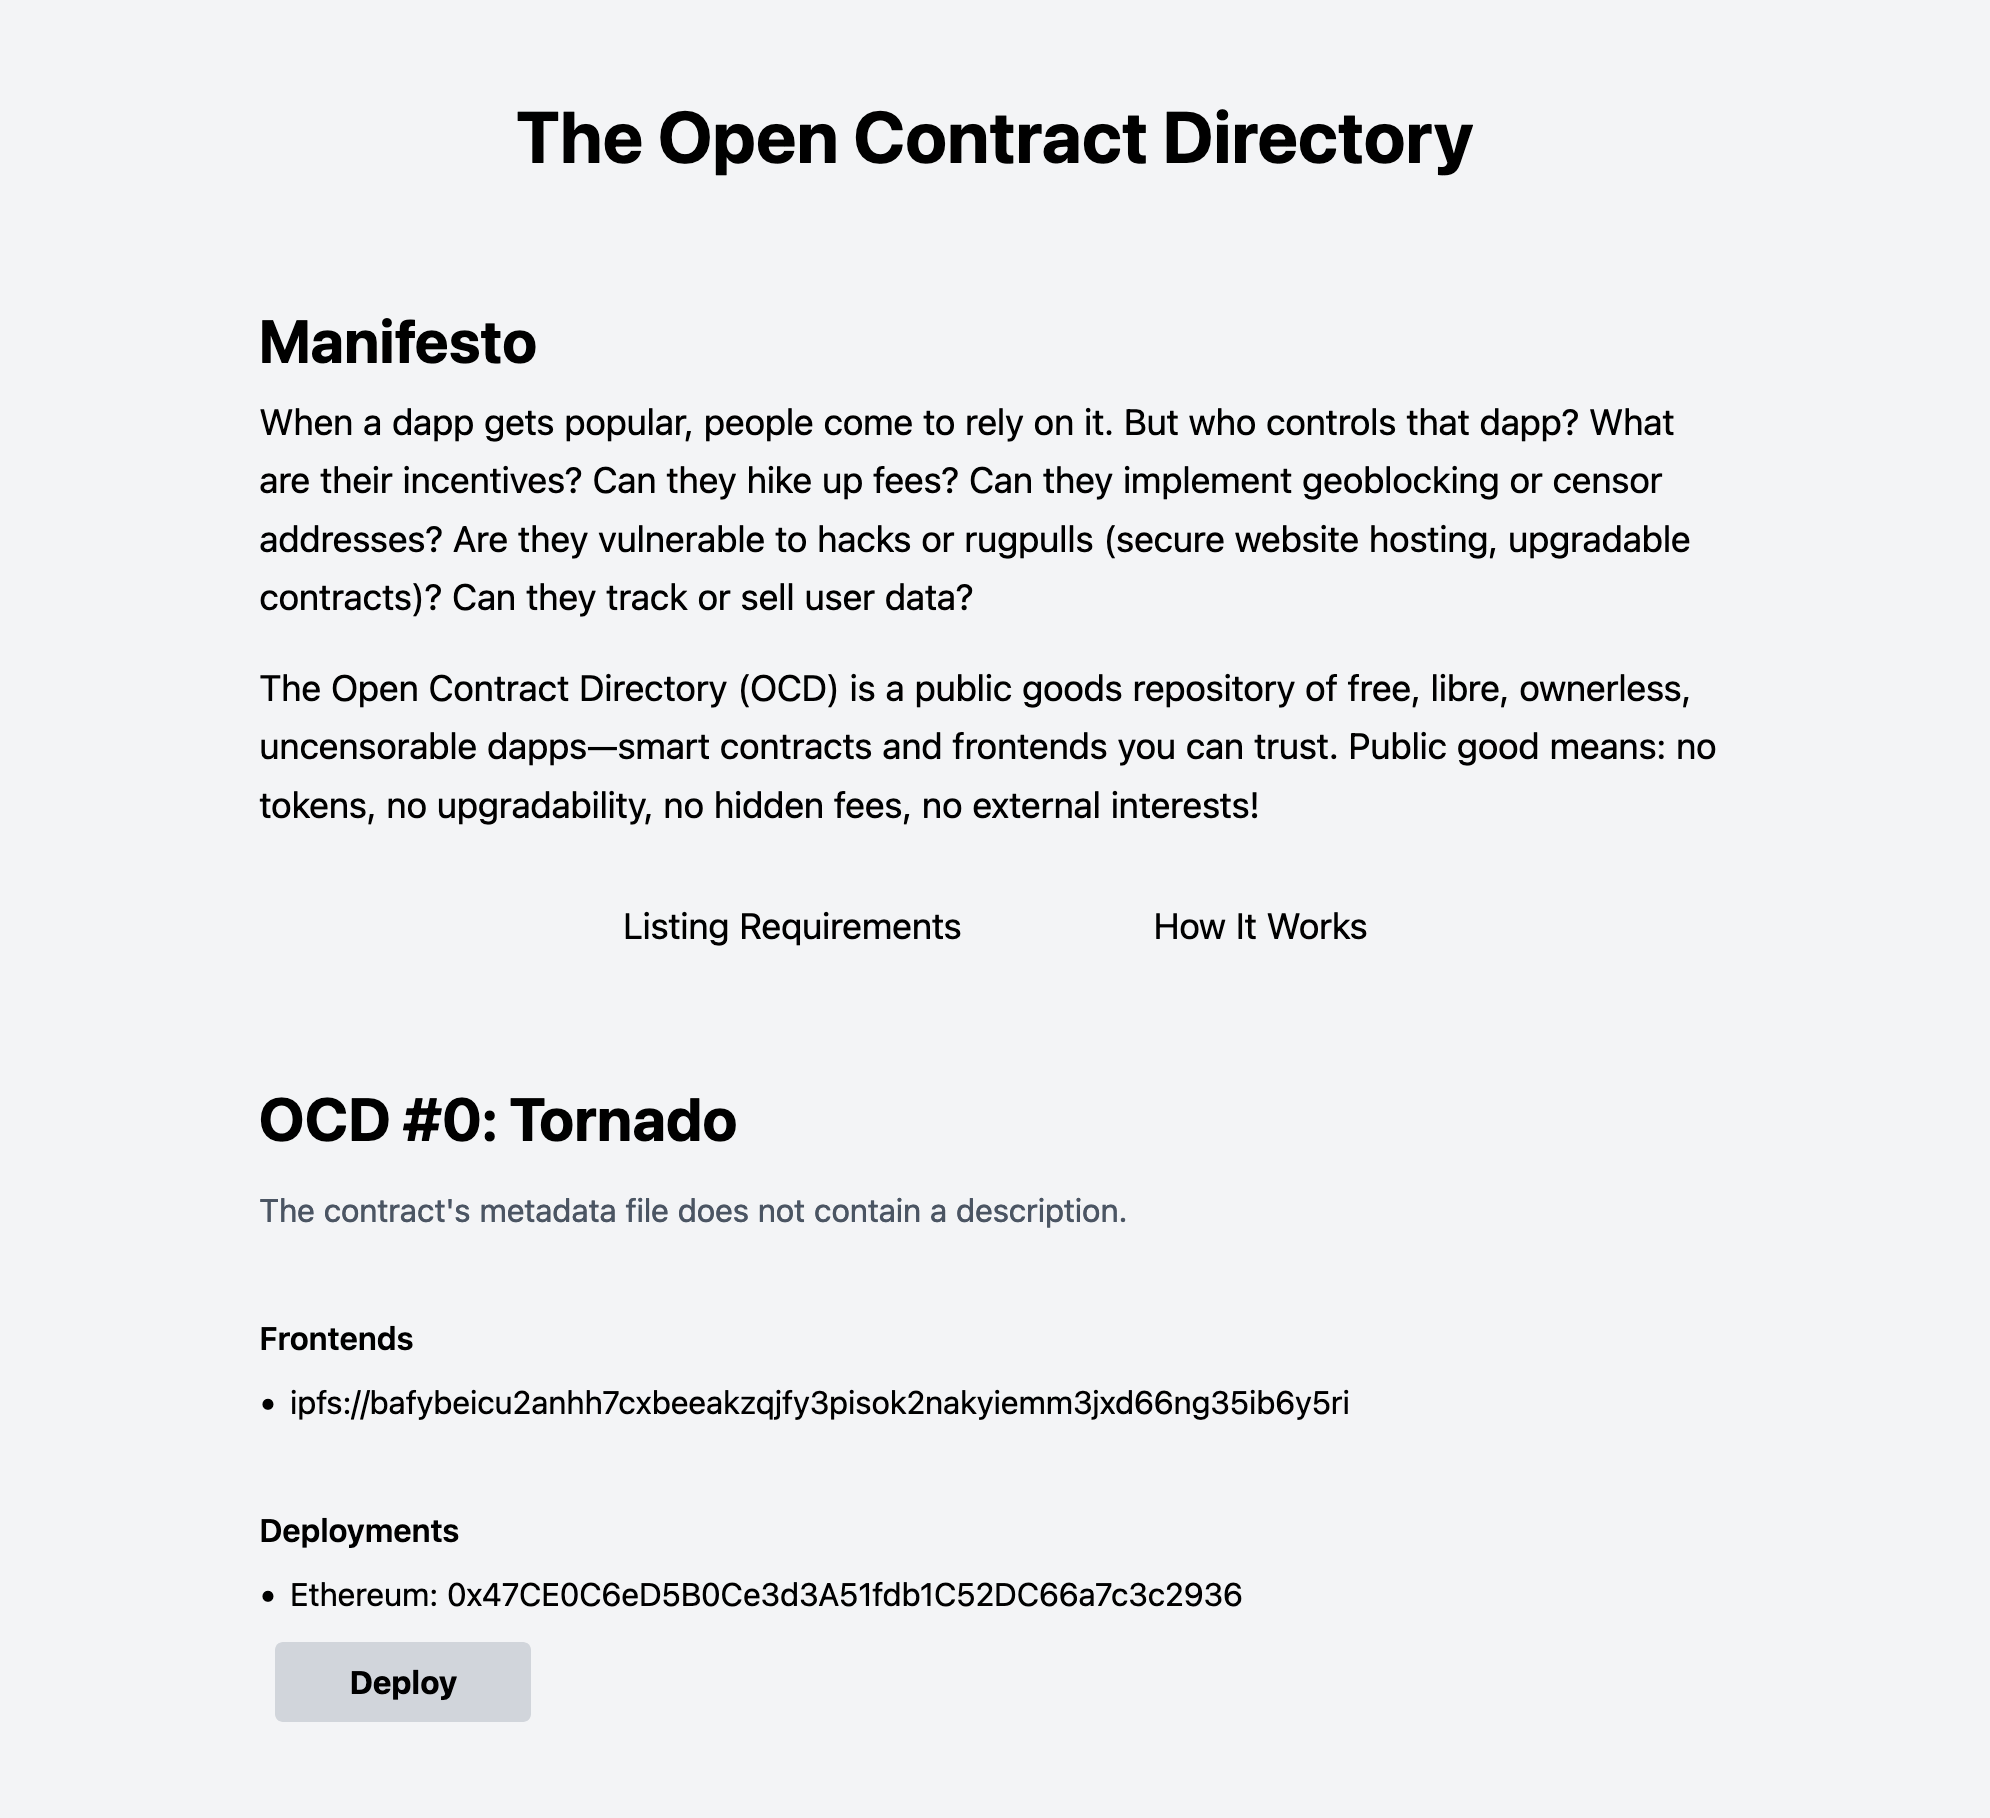 The Open Contract Directory
Manifesto
When a dapp gets popular, people come to rely on it. But who controls that dapp? What
are their incentives? Can they hike up fees? Can they implement geoblocking or censor
addresses? Are they vulnerable to hacks or rugpulls (secure website hosting, upgradable
contracts)? Can they track or sell user data?
The Open Contract Directory (OCD) is a public goods repository of free, libre, ownerless,
uncensorable dapps—smart contracts and frontends you can trust. Public good means: no
tokens, no upgradability, no hidden fees, no external interests!
Listing Requirements
How It Works
OCD #0: Tornado
The contract's metadata file does not contain a description.
Frontends
• ipfs://bafybeicu2anhh7cxbeeakzqjfy3pisok2nakyiemm3jxd66ng35ib6y5ri
Deployments
• Ethereum: 0x47CE0C6eD5B0Ce3d3A51fdb1C52DC66a7c3c2936
Deploy